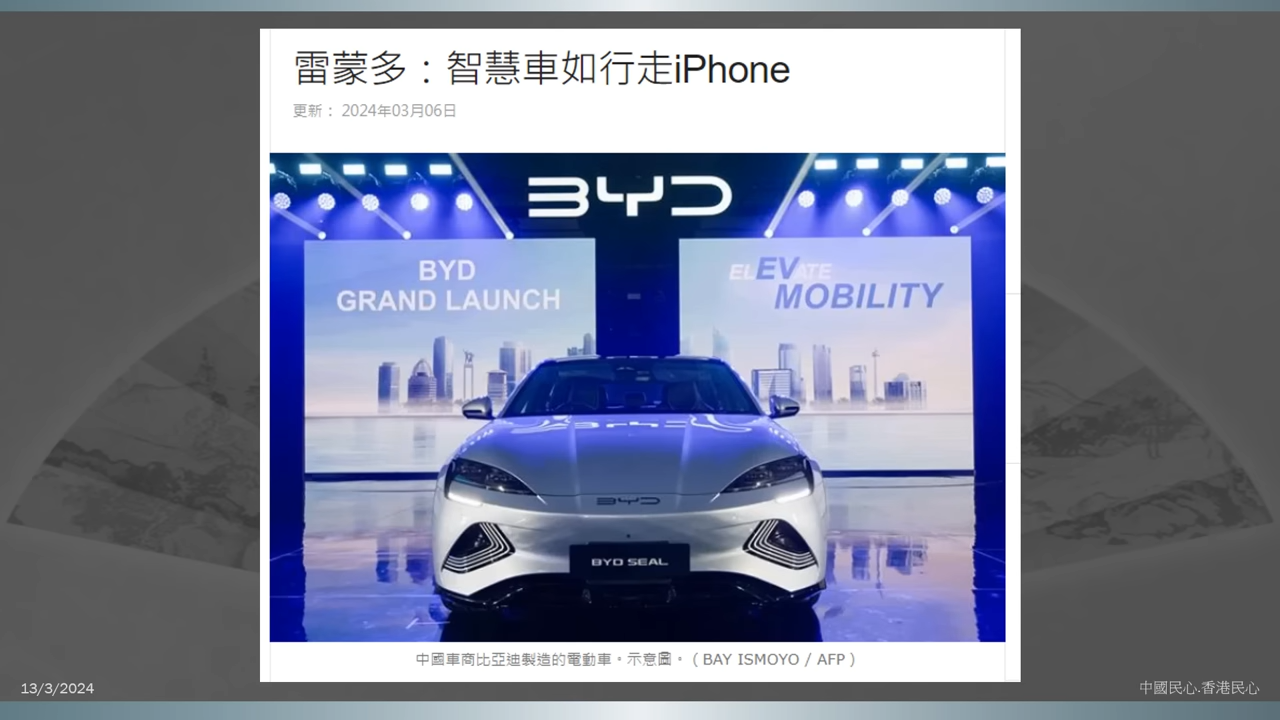 雷蒙多：智慧車如行走iPhone
更新： 2024年03月06日
BYD
BYD
GRAND LAUNCH
ELEVATE
MOBILITY
BYD
BYD SEAL
中國車商比亞迪製造的電動車。示意圖。（ BAY ISMOYO / AFP ）
13/3/2024
中國民心.香港民心